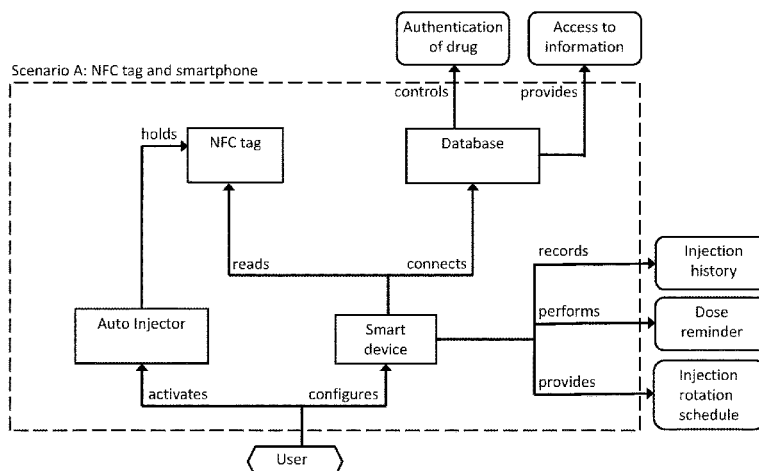 Authentication
of drug
Access to
information
Scenario A: NFC tag and smartphone
controls
provides
holds
NFC tag
Database
reads
connects
records
Injection
history
Auto Injector
Smart
device
performs
Dose
reminder
activates
configures
provides
Injection
rotation
schedule
User